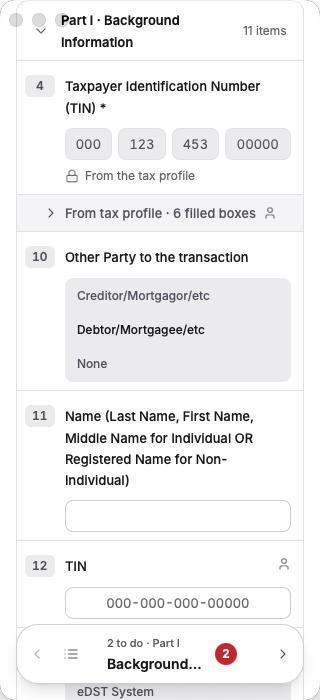 Part I · Background
Information
11 items
4
Taxpayer Identification Number
(TIN) *
000
123
453
00000
From the tax profile
From tax profile · 6 filled boxes
10
Other Party to the transaction
Creditor/Mortgagor/etc
Debtor/Mortgagee/etc
None
11
Name (Last Name, First Name,
Middle Name for Individual OR
Registered Name for Non-
Individual)
12
TIN
000-000-000-00000
2 to do · Part I
Background...
2
eDST System